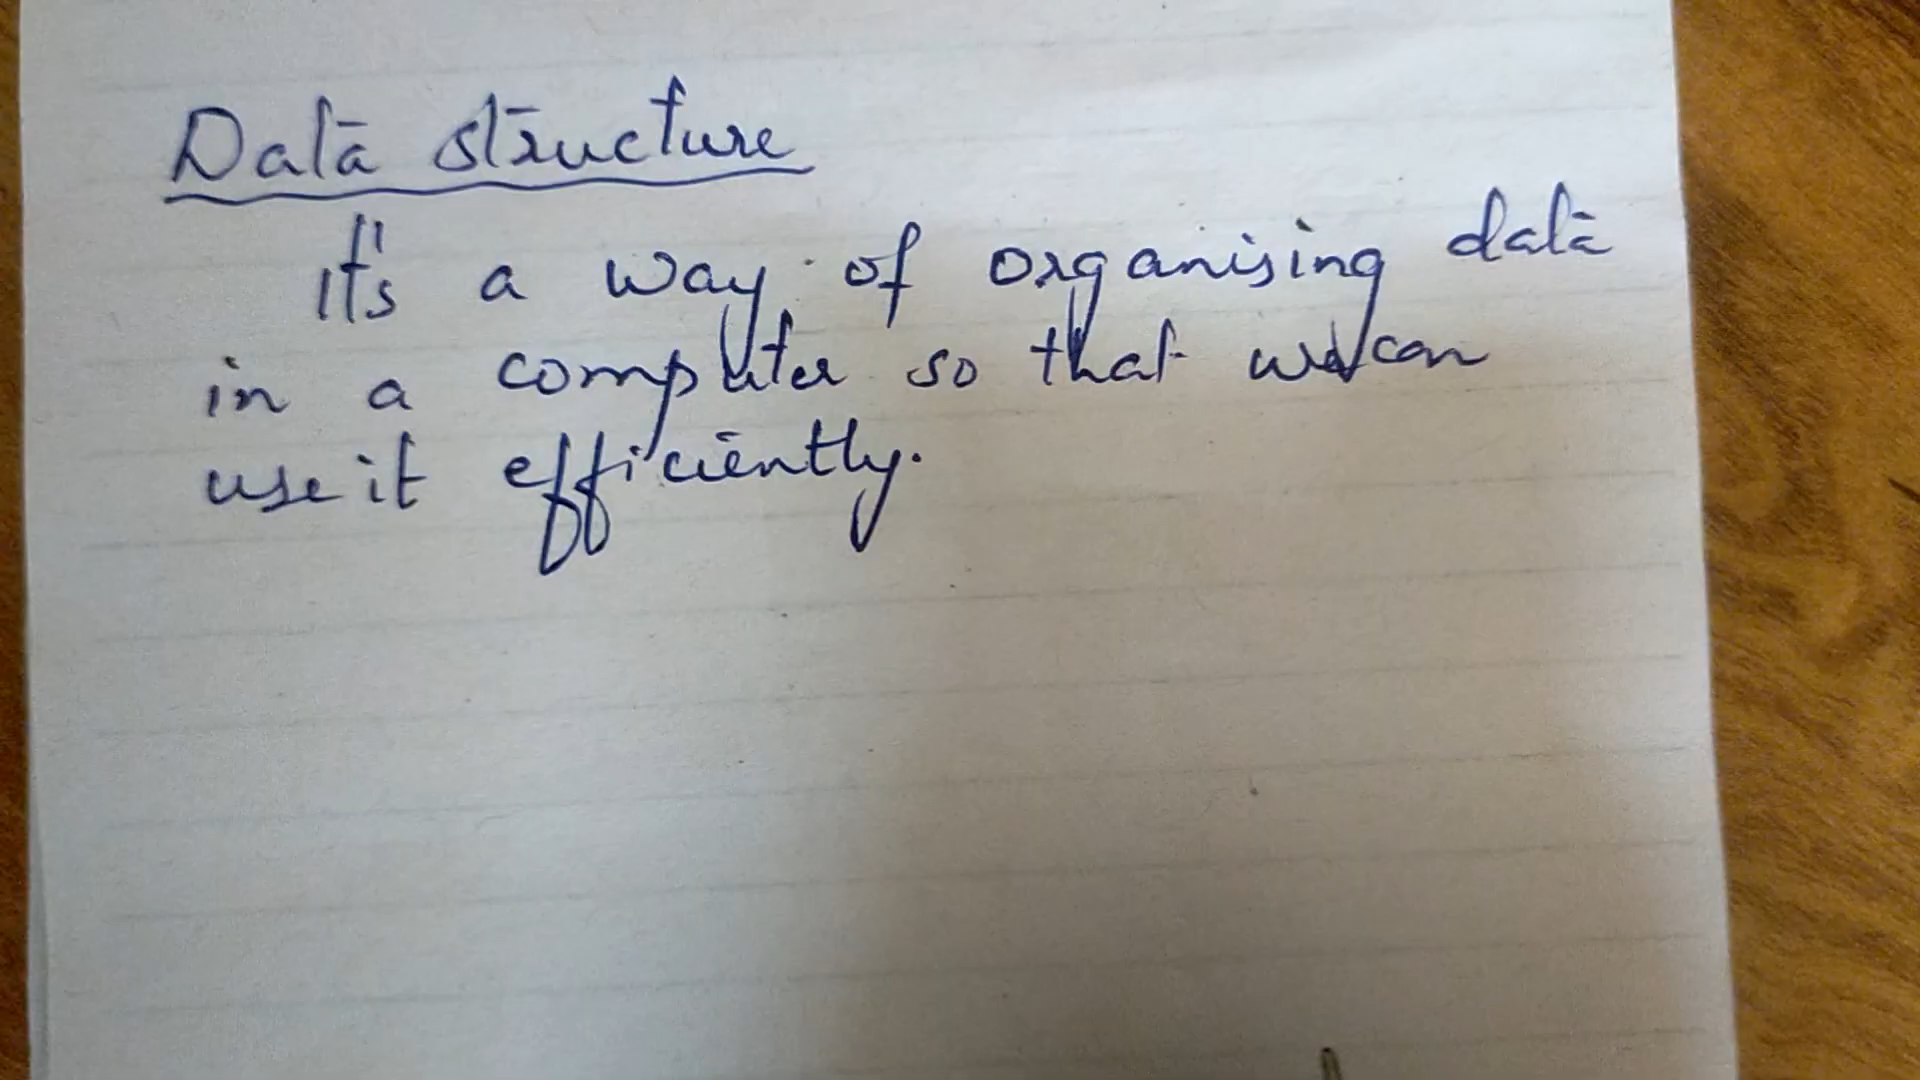 Data structure
It's a way of organising data
in a computer so that we can
use it efficiently.